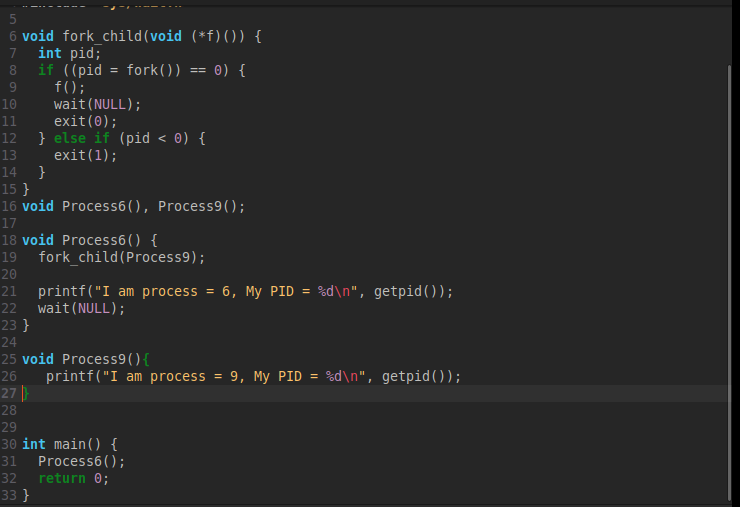 5
6 void fork_child(void (*f)()) {
7   int pid;
8   if ((pid = fork()) == 0) {
9     f();
10     wait(NULL);
11     exit(0);
12   } else if (pid < 0) {
13     exit(1);
14   }
15 }
16 void Process6(), Process9();
17
18 void Process6() {
19   fork_child(Process9);
20
21   printf("I am process = 6, My PID = %d\n", getpid());
22   wait(NULL);
23 }
24
25 void Process9(){
26    printf("I am process = 9, My PID = %d\n", getpid());
27 }
28
29
30 int main() {
31   Process6();
32   return 0;
33 }